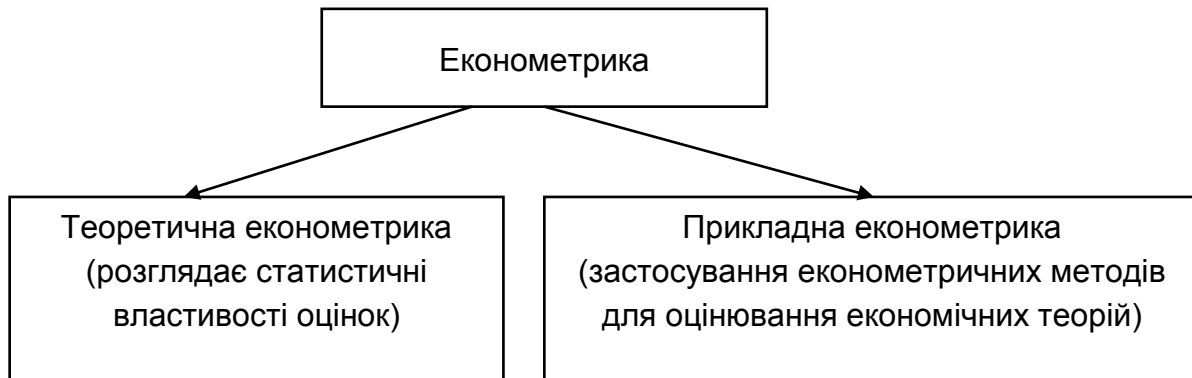 Економетрика
Теоретична економетрика
(розглядає статистичні
властивості оцінок)
Прикладна економетрика
(застосування економетричних методів
для оцінювання економічних теорій)